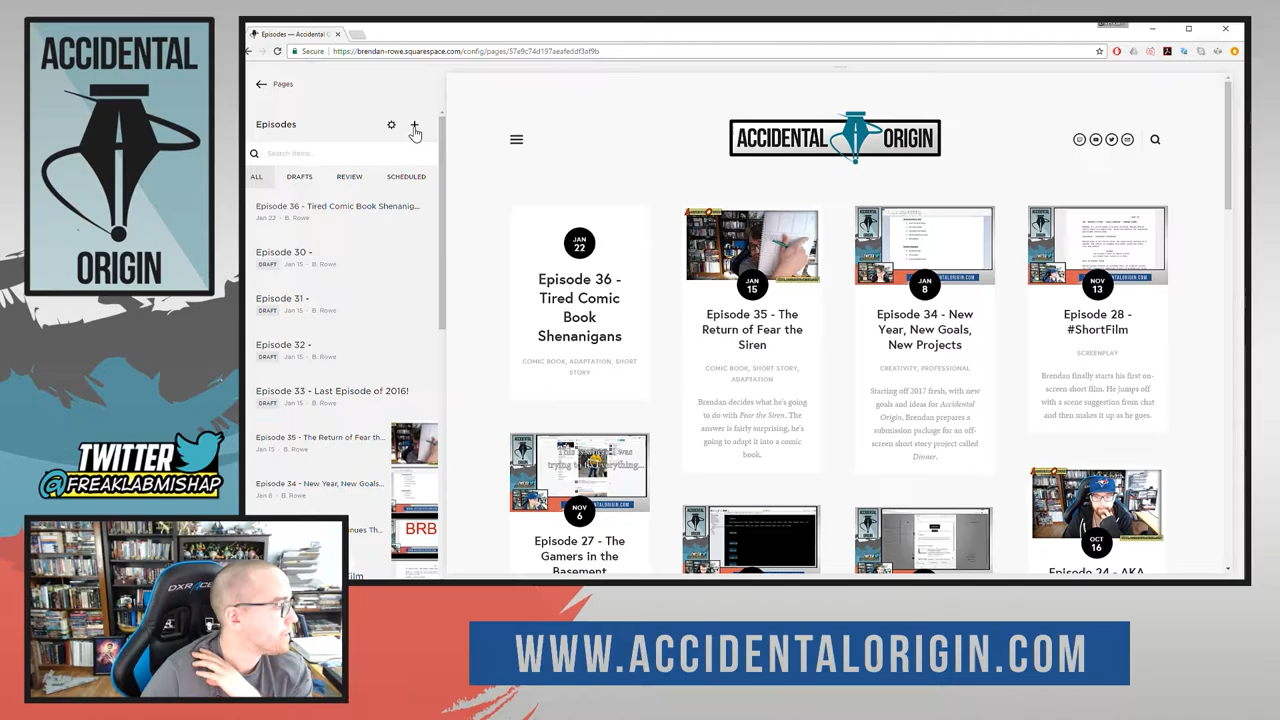 ACCIDENTAL
ORIGIN
TWITTER
@FREAKLABMISHAP
Episodes — Accidental O
Secure
https://brendan-rowe.squarespace.com/config/pages/57e9c74d197aeafeddf3af9b
Pages
Episodes
Search items...
ALL
DRAFTS
REVIEW
SCHEDULED
Episode 36 - Tired Comic Book Shenanig...
Jan 22 · B. Rowe
Episode 30 -
DRAFT Jan 15 · B. Rowe
Episode 31 -
DRAFT Jan 15 · B. Rowe
Episode 32 -
DRAFT Jan 15 · B. Rowe
Episode 33 - Last Episode of 2016!
DRAFT Jan 15 · B. Rowe
Episode 35 - The Return of Fear th...
Jan 15 · B. Rowe
Episode 34 - New Year, New Goals...
Jan 8 · B. Rowe
nues Th...
BRB
Film
ACCIDENTAL ORIGIN
JAN
22
Episode 36 -
Tired Comic
Book
Shenanigans
COMIC BOOK, ADAPTATION, SHORT
STORY
JAN
15
Episode 35 - The
Return of Fear the
Siren
COMIC BOOK, SHORT STORY,
ADAPTATION
Brendan decides what he's going
to do with Fear the Siren. The
answer is fairly surprising, he's
going to adapt it into a comic
book.
JAN
8
Episode 34 - New
Year, New Goals,
New Projects
CREATIVITY, PROFESSIONAL
Starting off 2017 fresh, with new
goals and ideas for Accidental
Origin, Brendan prepares a
submission package for an off-
screen short story project called
Dinner.
NOV
13
Episode 28 -
#ShortFilm
SCREENPLAY
Brendan finally starts his first on-
screen short film. He jumps off
with a scene suggestion from chat
and then makes it up as he goes.
NOV
6
Episode 27 - The
Gamers in the
Basement
OCT
16
Episode 24 - AKA
DXRACER
WWW.ACCIDENTALORIGIN.COM